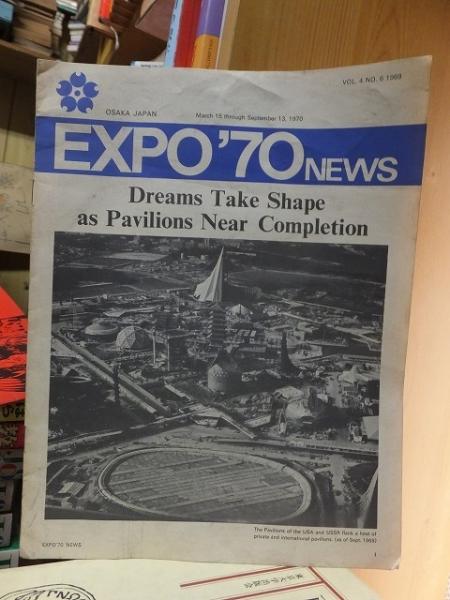 VOL. 4 NO. 6 1969
OSAKA JAPAN
March 15 through September 13, 1970
EXPO '70 NEWS
Dreams Take Shape
as Pavilions Near Completion
The Pavilions of the USA and USSR flank a host of
private and international pavilions. (as of Sept. 1969)
EXPO'70 NEWS
1